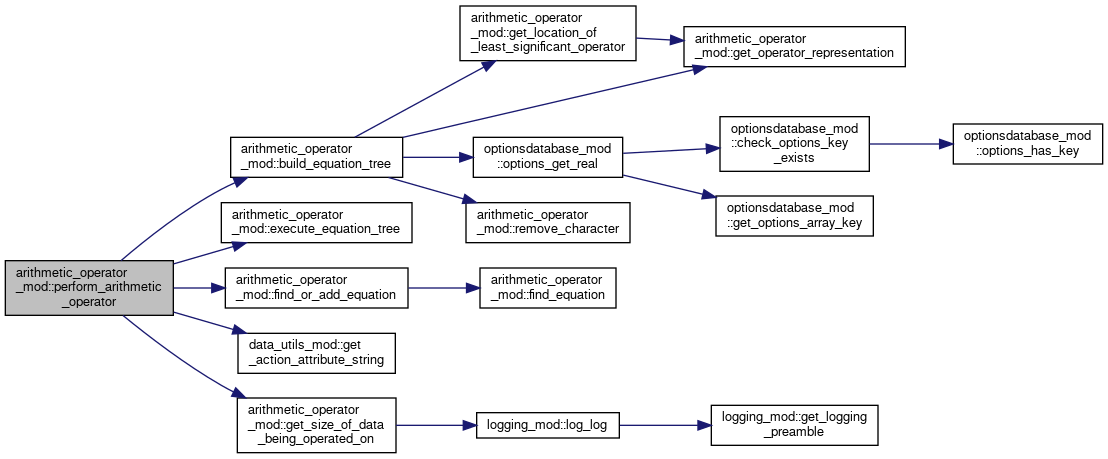 arithmetic_operator
_mod::get_location_of
_least_significant_operator
arithmetic_operator
_mod::get_operator_representation
arithmetic_operator
_mod::build_equation_tree
optionsdatabase_mod
::options_get_real
optionsdatabase_mod
::check_options_key
_exists
optionsdatabase_mod
::options_has_key
arithmetic_operator
_mod::execute_equation_tree
arithmetic_operator
_mod::remove_character
optionsdatabase_mod
::get_options_array_key
arithmetic_operator
_mod::perform_arithmetic
_operator
arithmetic_operator
_mod::find_or_add_equation
arithmetic_operator
_mod::find_equation
data_utils_mod::get
_action_attribute_string
arithmetic_operator
_mod::get_size_of_data
_being_operated_on
logging_mod::log_log
logging_mod::get_logging
_preamble